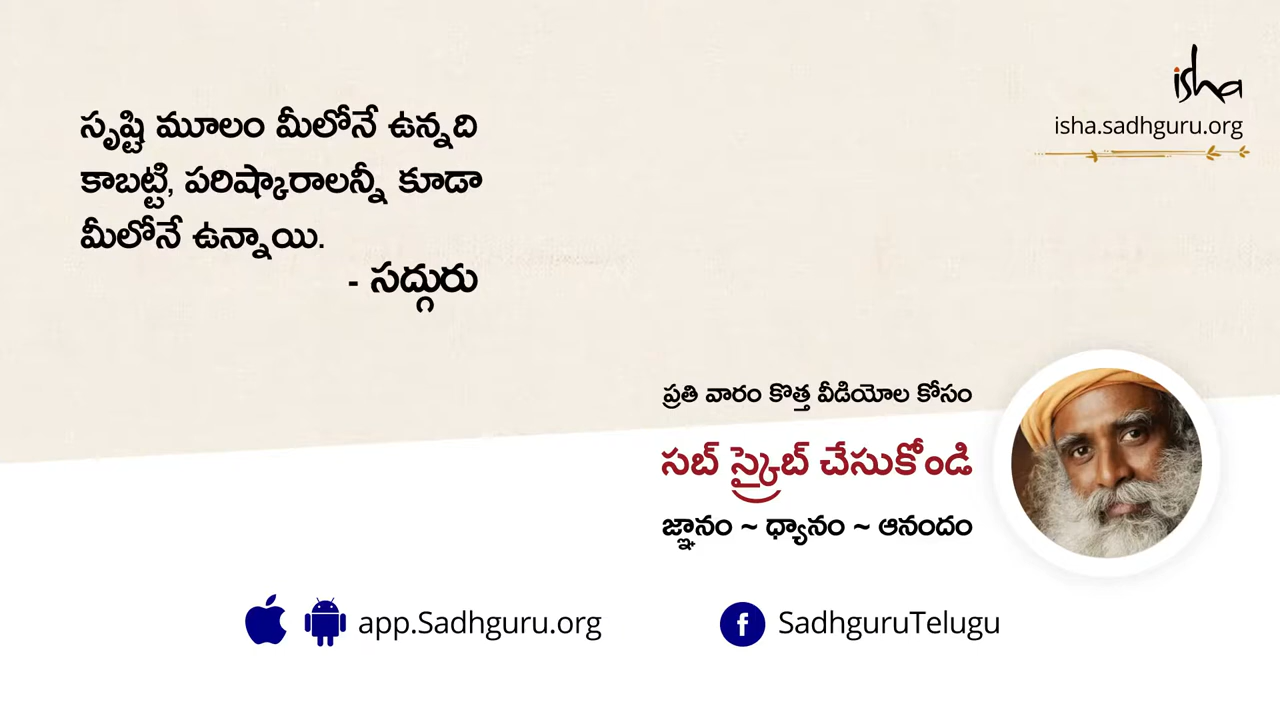 సృష్టి మూలం మీలోనే ఉన్నది
కాబట్టి, పరిష్కారాలన్నీ కూడా
మీలోనే ఉన్నాయి.
- సద్గురు
isha
isha.sadhguru.org
ప్రతి వారం కొత్త వీడియోల కోసం
సబ్ స్క్రైబ్ చేసుకోండి
జ్ఞానం ~ ధ్యానం ~ ఆనందం
app.Sadhguru.org
SadhguruTelugu